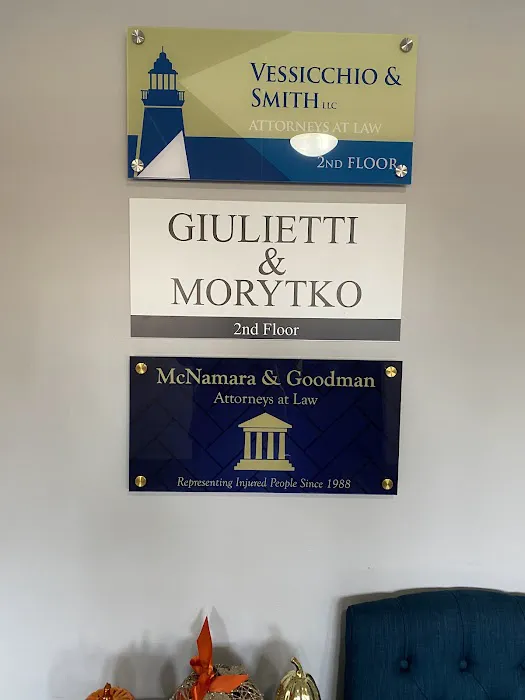 VESSICCHIO &
SMITH LLC
ATTORNEYS AT LAW
2ND FLOOR
GIULIETTI
&
MORYTKO
2nd Floor
McNamara & Goodman
Attorneys at Law
Representing Injured People Since 1988